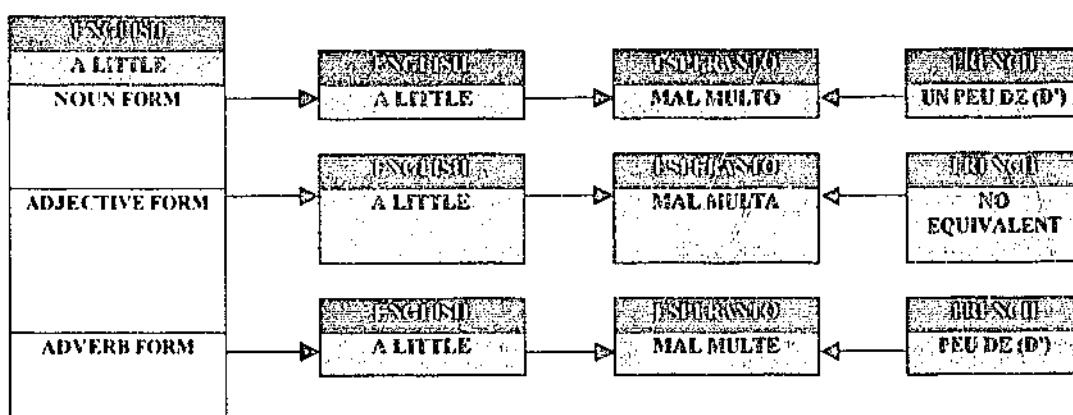 ENGLISH
A LITTLE
NOUN FORM
ENGLISH
A LITTLE
ESPERANTO
MAL MULTO
FRENCH
UN PEU DE (D')
ADJECTIVE FORM
ENGLISH
A LITTLE
ESPERANTO
MAL MULTA
FRENCH
NO
EQUIVALENT
ADVERB FORM
ENGLISH
A LITTLE
ESPERANTO
MAL MULTE
FRENCH
PEU DE (D')